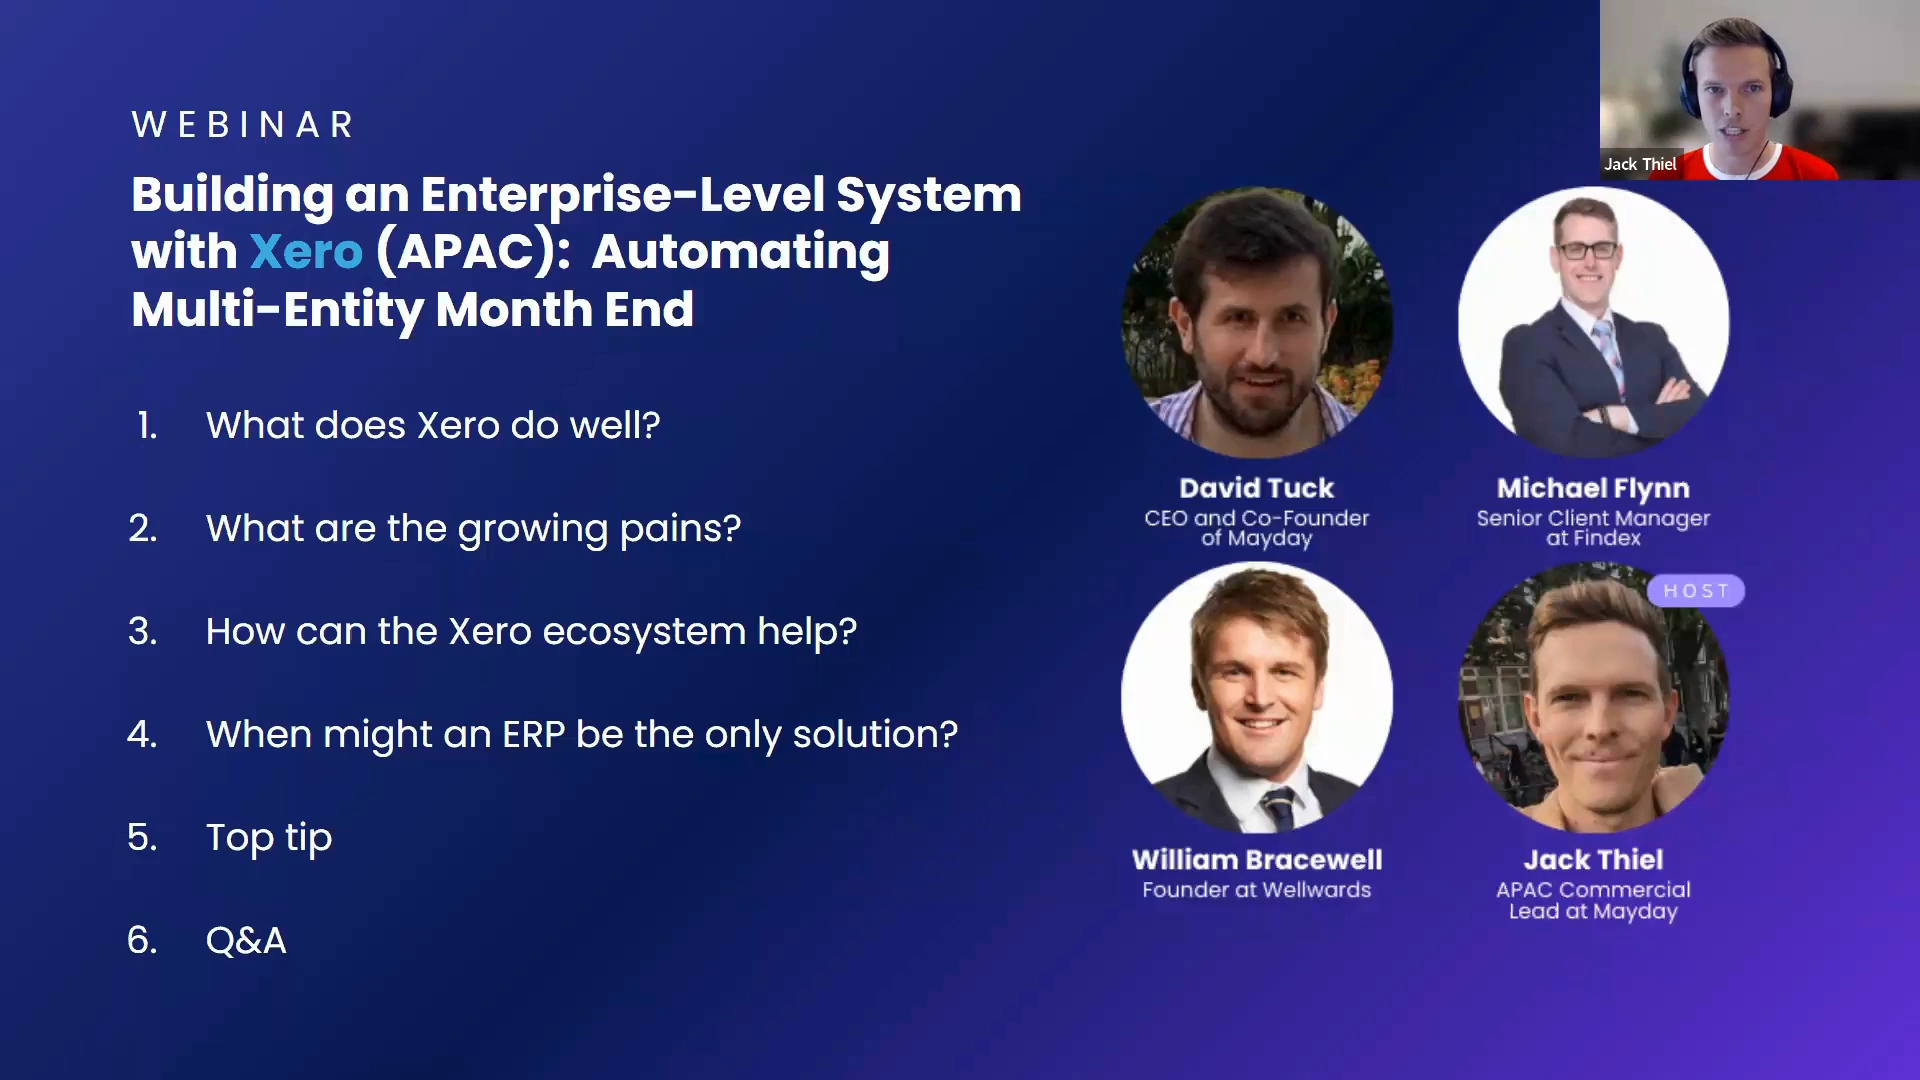 WEBINAR
Building an Enterprise-Level System
with Xero (APAC): Automating
Multi-Entity Month End
1. What does Xero do well?
2. What are the growing pains?
3. How can the Xero ecosystem help?
4. When might an ERP be the only solution?
5. Top tip
6. Q&A
Jack Thiel
David Tuck
CEO and Co-Founder
of Mayday
Michael Flynn
Senior Client Manager
at Findex
William Bracewell
Founder at Wellwards
HOST
Jack Thiel
APAC Commercial
Lead at Mayday